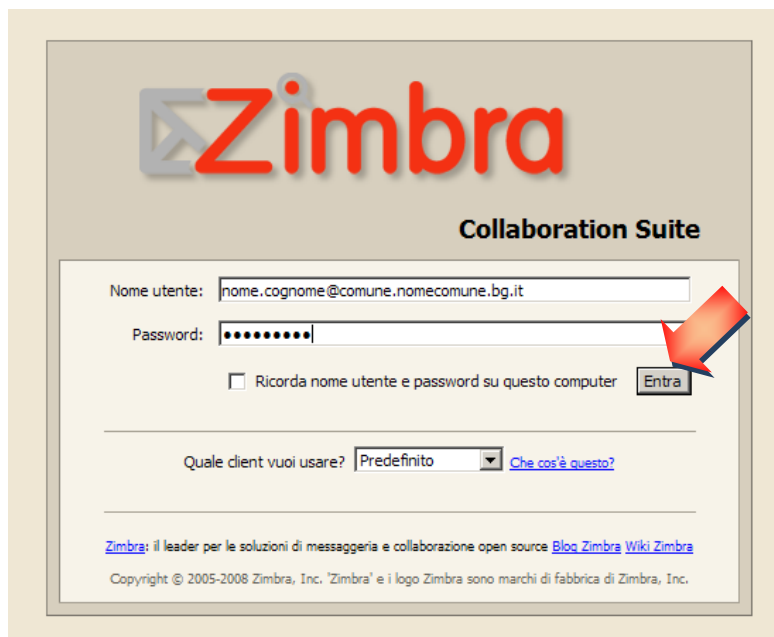 Zimbra
Collaboration Suite
Nome utente: nome.cognome@comune.nomecomune.bg.it
Password: •••••••••
Ricorda nome utente e password su questo computer Entra
Quale client vuoi usare? Predefinito Che cos'è questo?
Zimbra: il leader per le soluzioni di messaggeria e collaborazione open source Blog Zimbra Wiki Zimbra
Copyright © 2005-2008 Zimbra, Inc. 'Zimbra' e i logo Zimbra sono marchi di fabbrica di Zimbra, Inc.